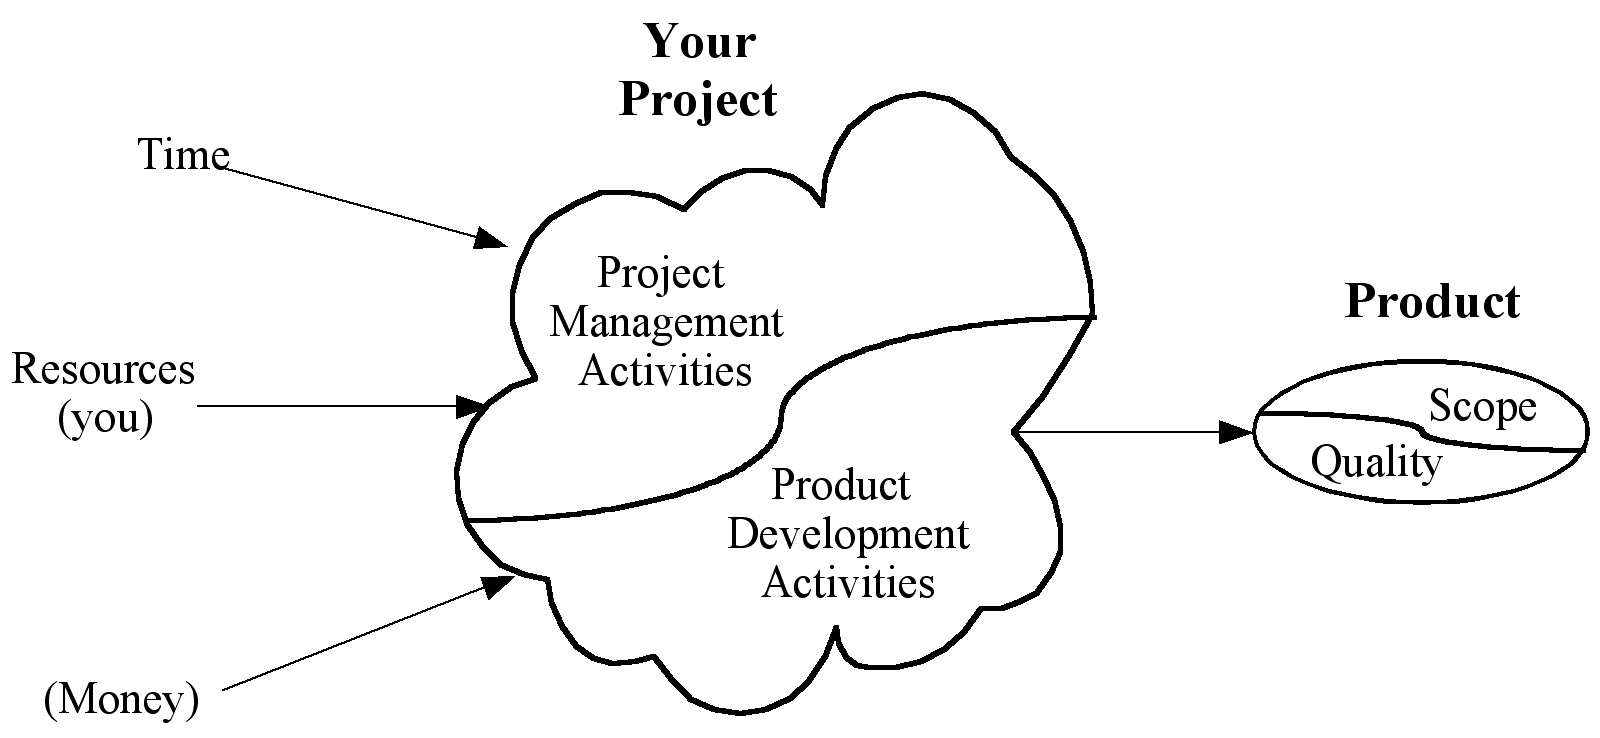 Your
Project
Time
Resources
(you)
(Money)
Project
Management
Activities
Product
Development
Activities
Product
Scope
Quality